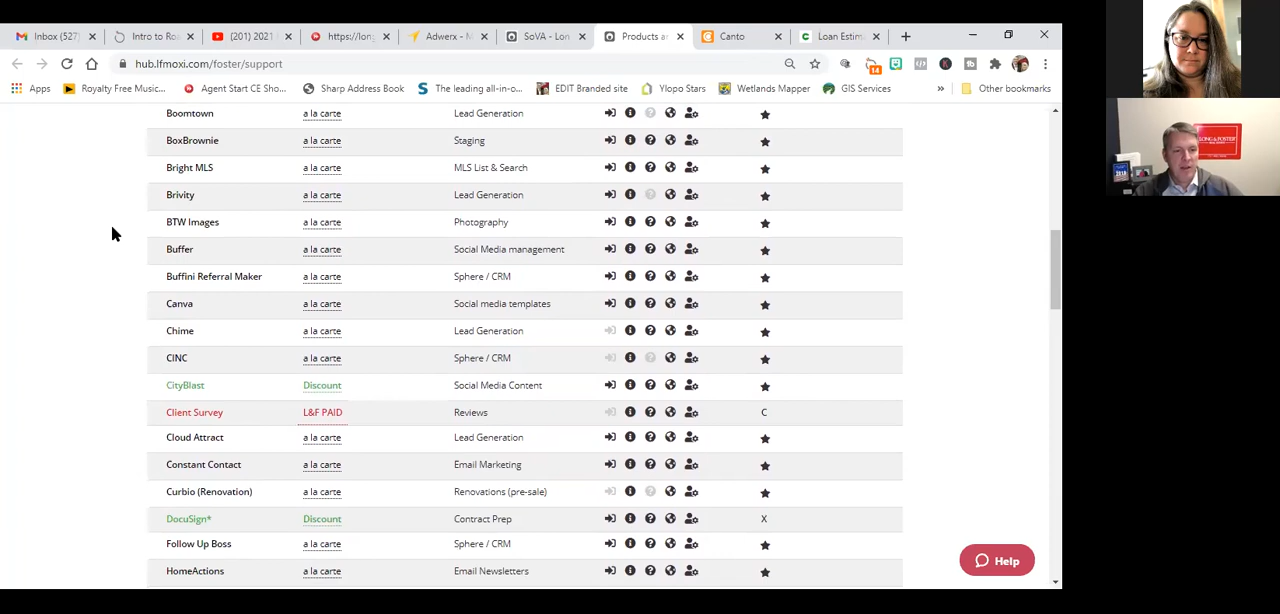 Inbox (527)
Intro to Ros
(201) 2021 I
https://long
Adwerx - M
SoVA - Lon
Products an
Canto
Loan Estima
hub.lfmoxi.com/foster/support
14
Apps
Royalty Free Music...
Agent Start CE Sho...
Sharp Address Book
The leading all-in-o...
EDIT Branded site
Ylopo Stars
Wetlands Mapper
GIS Services
»
Other bookmarks
Boomtown a la carte Lead Generation
BoxBrownie a la carte Staging
Bright MLS a la carte MLS List & Search
Brivity a la carte Lead Generation
BTW Images a la carte Photography
Buffer a la carte Social Media management
Buffini Referral Maker a la carte Sphere / CRM
Canva a la carte Social media templates
Chime a la carte Lead Generation
CINC a la carte Sphere / CRM
CityBlast Discount Social Media Content
Client Survey L&F PAID Reviews C
Cloud Attract a la carte Lead Generation
Constant Contact a la carte Email Marketing
Curbio (Renovation) a la carte Renovations (pre-sale)
DocuSign* Discount Contract Prep X
Follow Up Boss a la carte Sphere / CRM
HomeActions a la carte Email Newsletters
Help
LONG & FOSTER